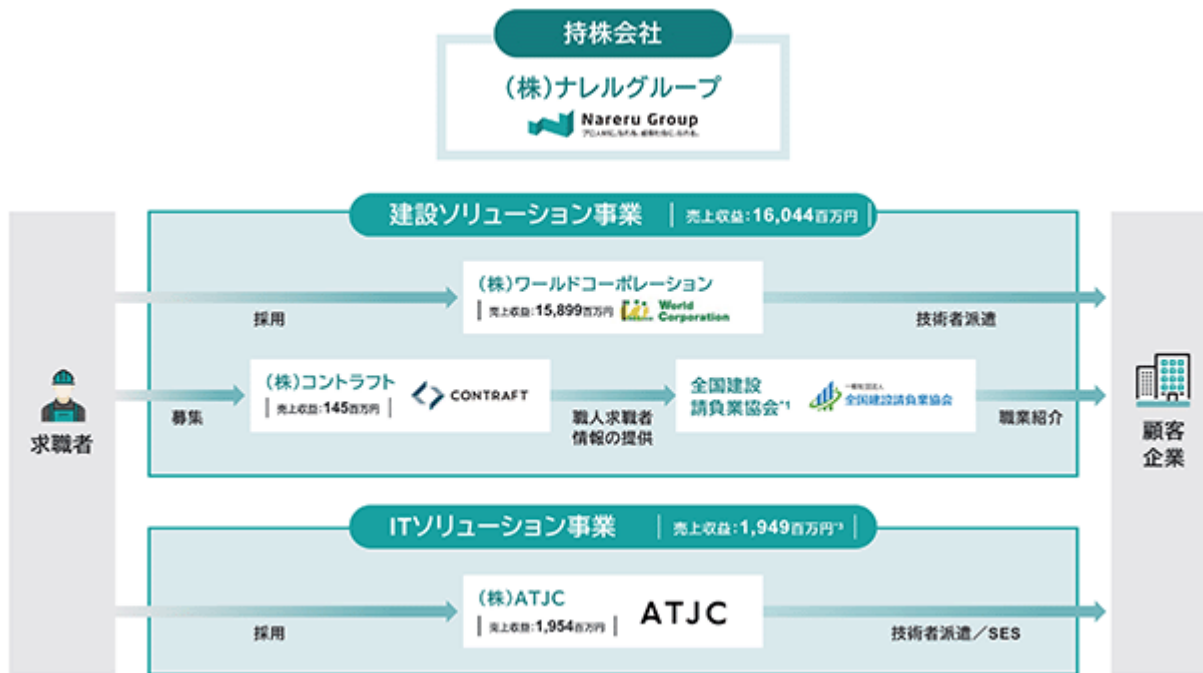 持株会社
(株)ナレルグループ
Nareru Group
建設ソリューション事業 | 売上収益:16,044百万円 |
(株)ワールドコーポレーション
| 売上収益:15,899百万円
World
Corporation
採用
技術者派遣
(株)コントラフト
| 売上収益:145百万円 |
CONTRAFT
全国建設
請負業協会*1
一般社団法人
全国建設請負業協会
募集
職人求職者
情報の提供
職業紹介
求職者
顧客
企業
ITソリューション事業 | 売上収益:1,949百万円*3 |
(株)ATJC
| 売上収益:1,954百万円 |
ATJC
採用
技術者派遣/SES